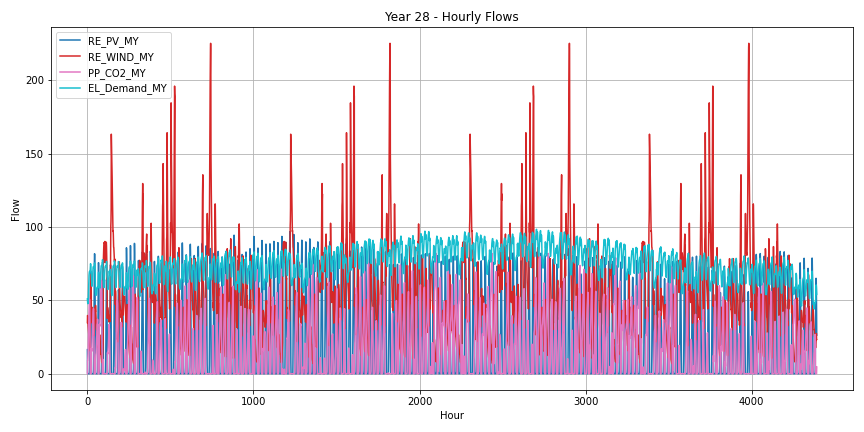 Year 28 - Hourly Flows
RE_PV_MY
RE_WIND_MY
PP_CO2_MY
EL_Demand_MY
200
150
100
50
0
Flow
0 1000 2000 3000 4000
Hour